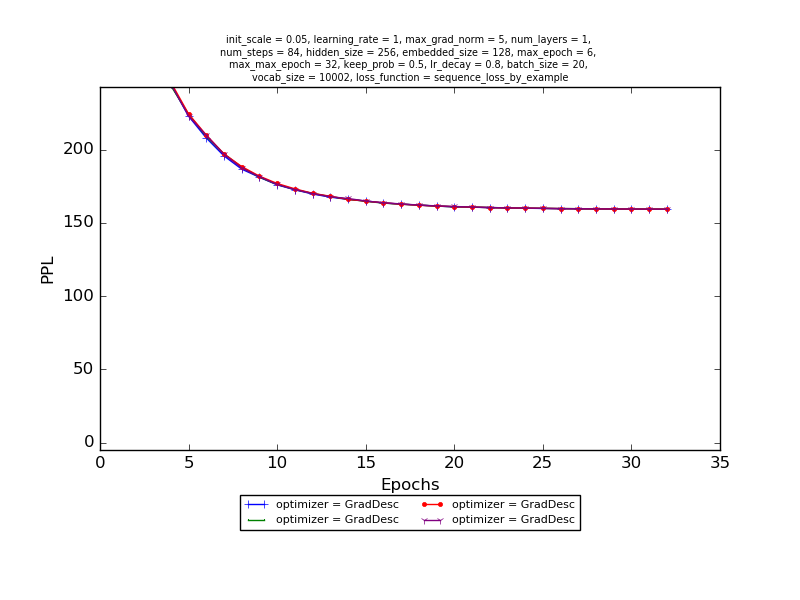 init_scale = 0.05, learning_rate = 1, max_grad_norm = 5, num_layers = 1,
num_steps = 84, hidden_size = 256, embedded_size = 128, max_epoch = 6,
max_max_epoch = 32, keep_prob = 0.5, lr_decay = 0.8, batch_size = 20,
vocab_size = 10002, loss_function = sequence_loss_by_example
200
150
100
50
0
PPL
0 5 10 15 20 25 30 35
Epochs
optimizer = GradDesc optimizer = GradDesc
optimizer = GradDesc optimizer = GradDesc